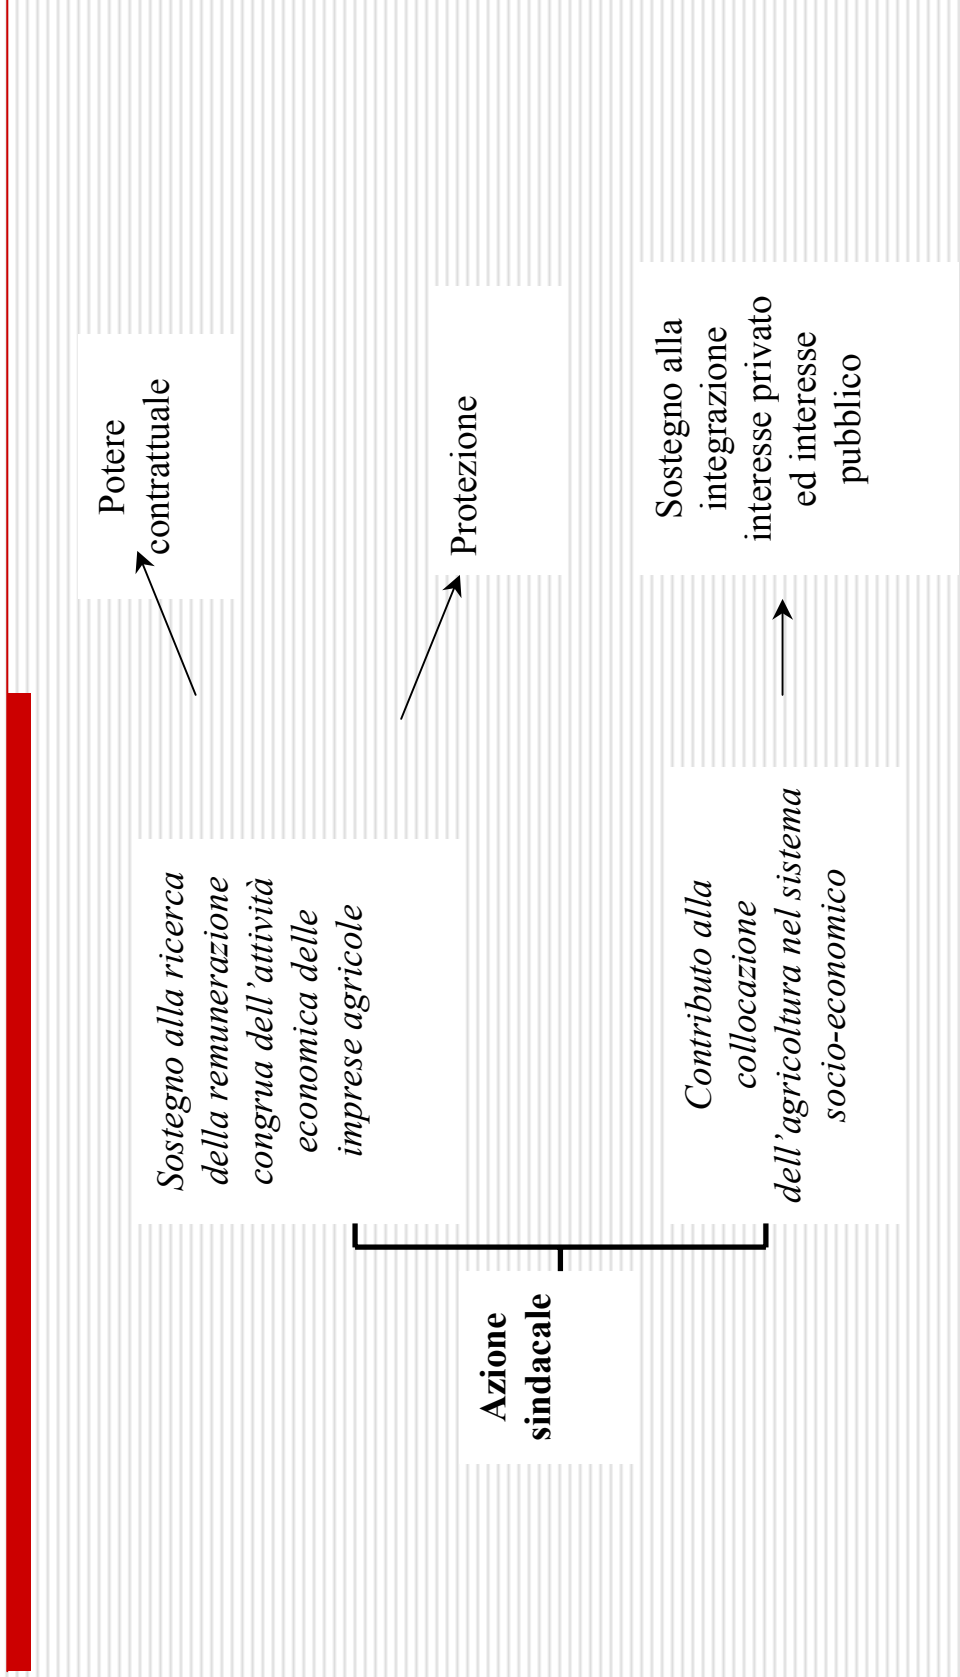 Azione
sindacale
Sostegno alla ricerca
della remunerazione
congrua dell'attività
economica delle
imprese agricole
Contributo alla
collocazione
dell'agricoltura nel sistema
socio-economico
Potere
contrattuale
Protezione
Sostegno alla
integrazione
interesse privato
ed interesse
pubblico